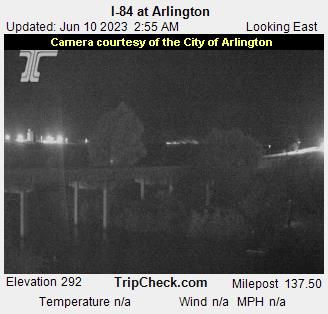 I-84 at Arlington
Updated: Jun 10 2023 2:55 AM Looking East
Camera courtesy of the City of Arlington
Elevation 292 TripCheck.com Milepost 137.50
Temperature n/a Wind n/a MPH n/a